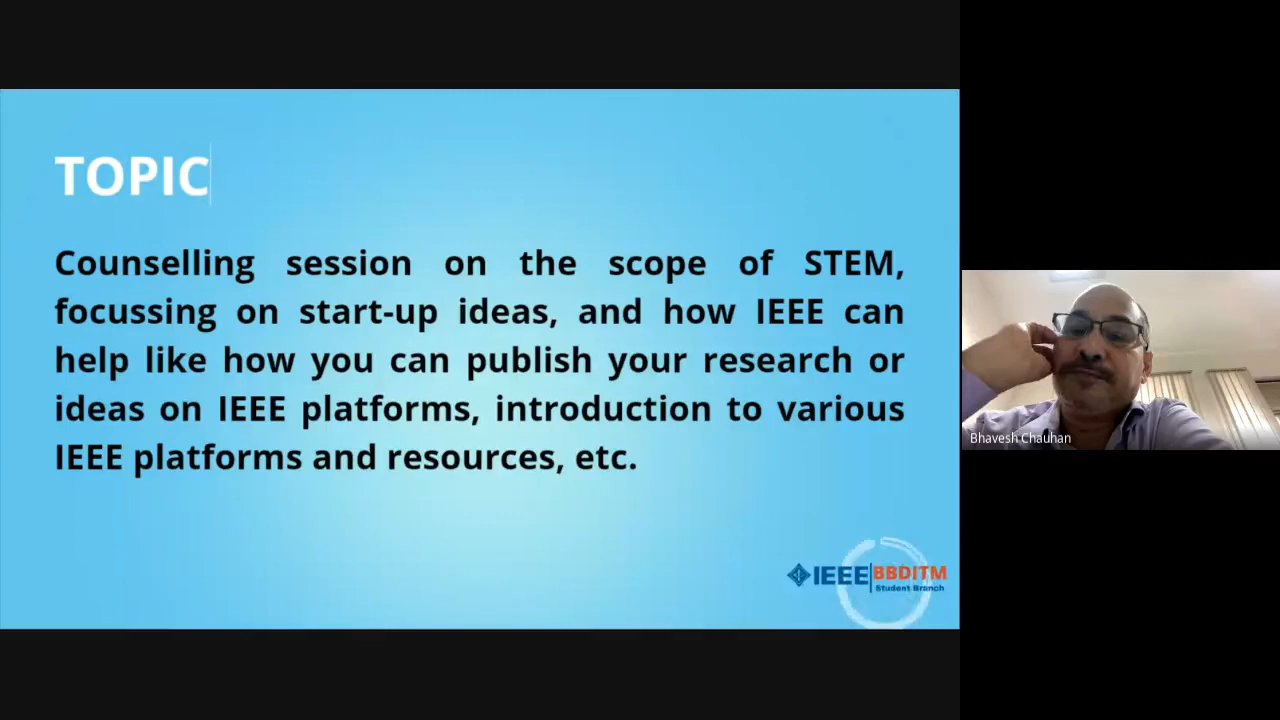 TOPIC
Counselling session on the scope of STEM,
focussing on start-up ideas, and how IEEE can
help like how you can publish your research or
ideas on IEEE platforms, introduction to various
IEEE platforms and resources, etc.
IEEE BBDITM
Student Branch
Bhavesh Chauhan